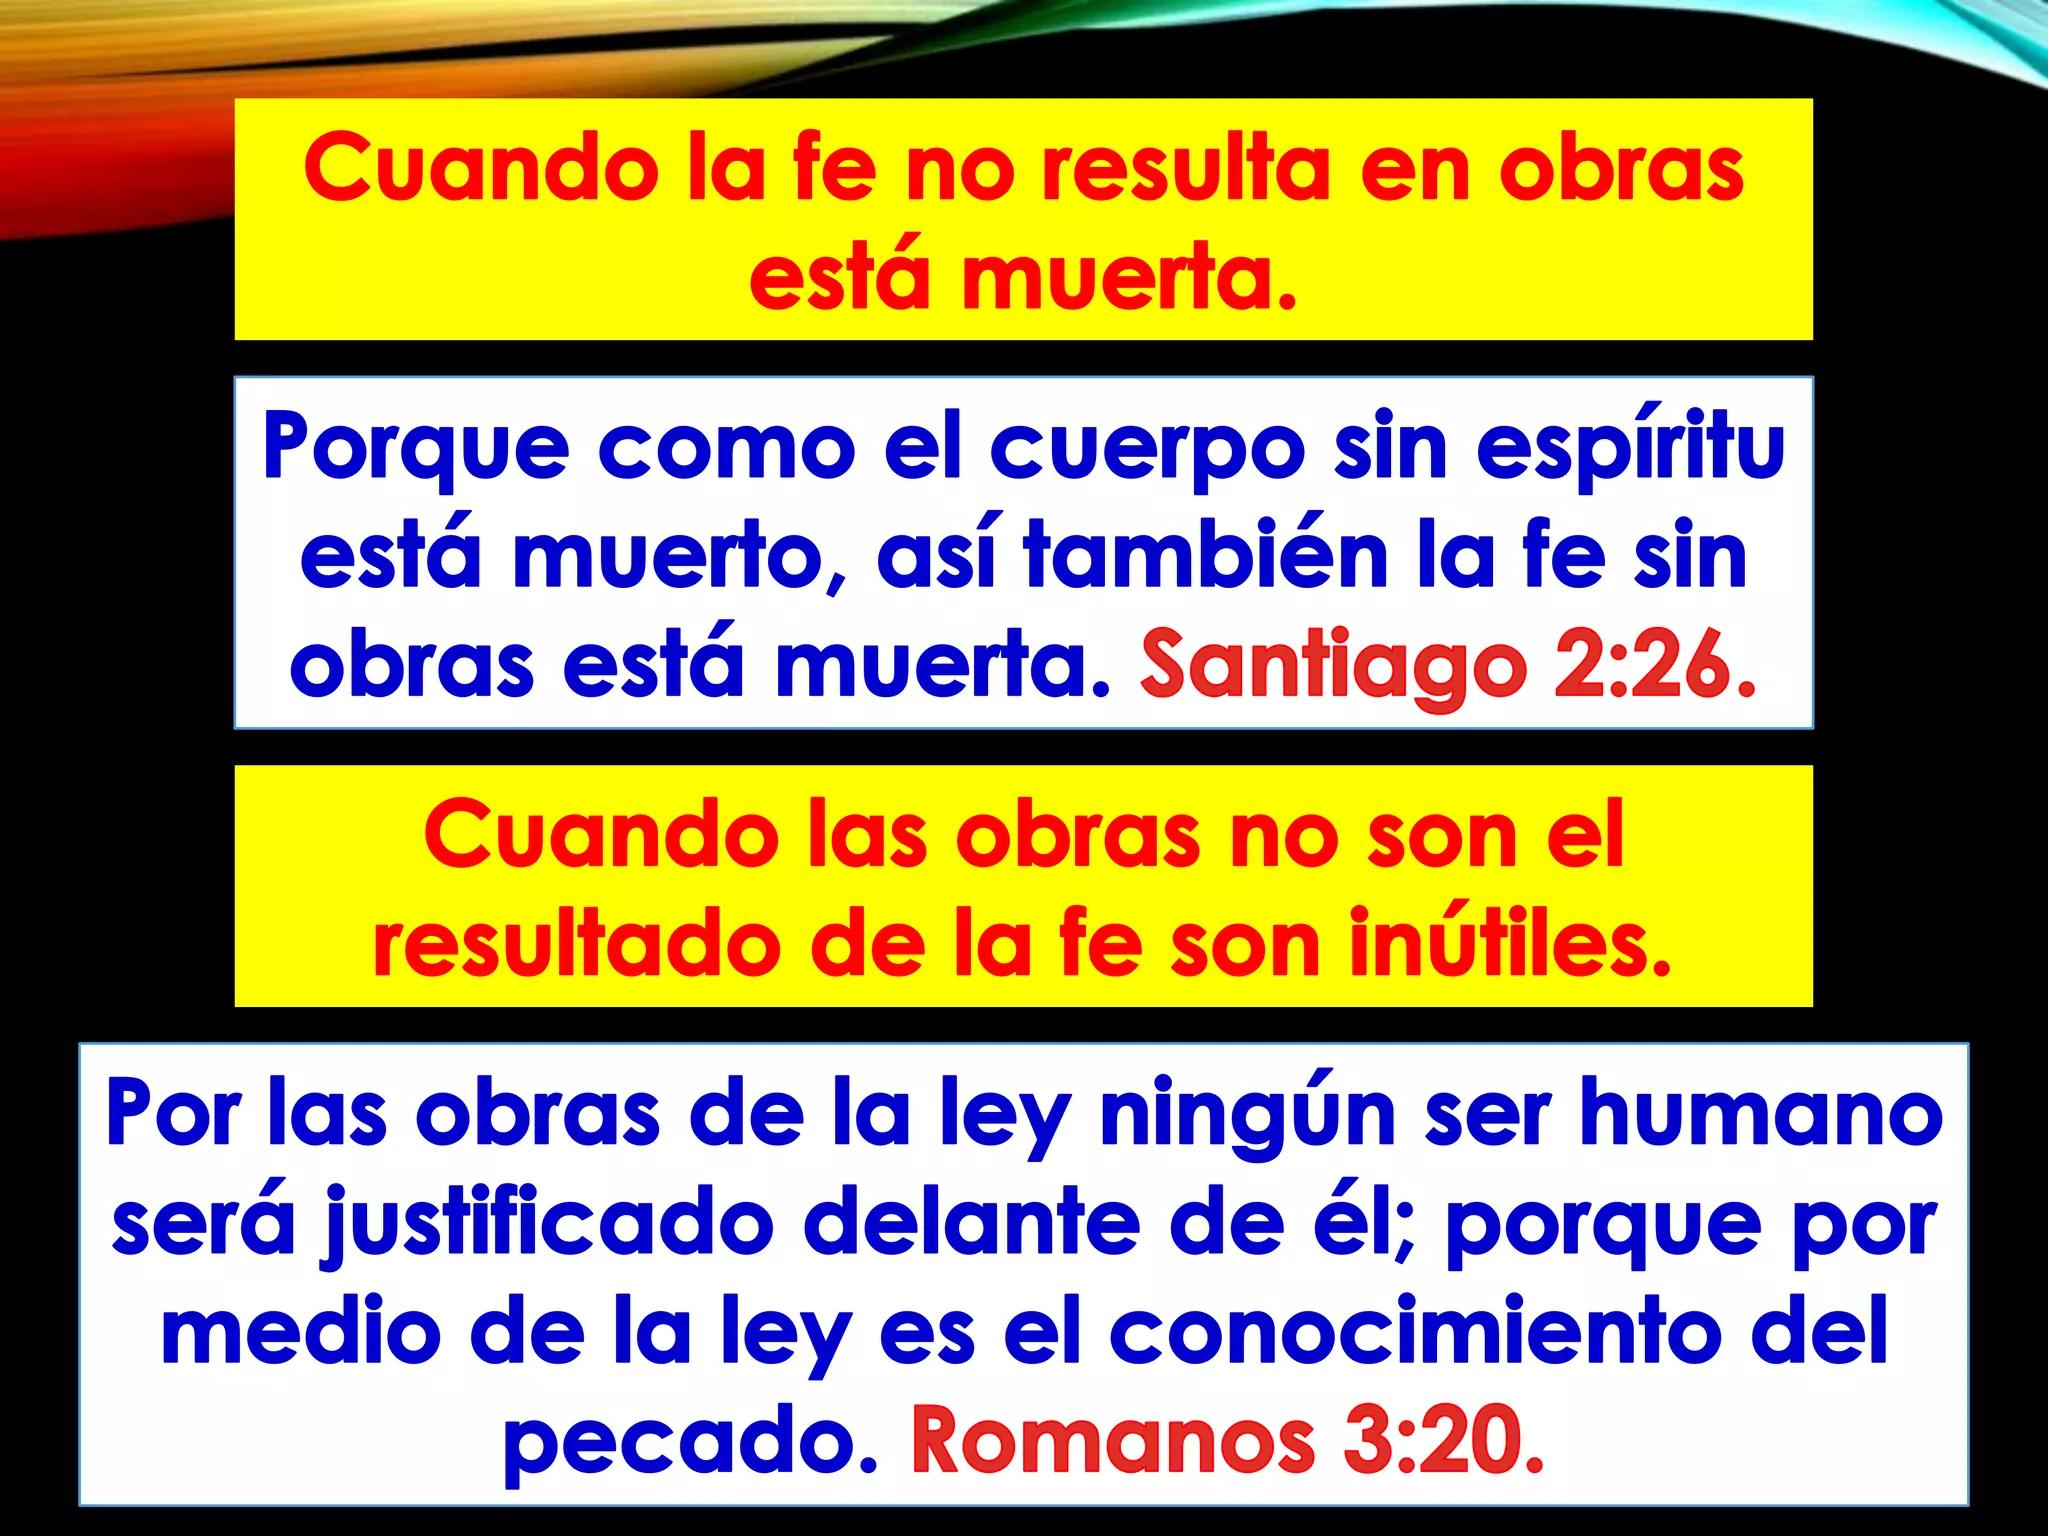 Cuando la fe no resulta en obras
está muerta.
Porque como el cuerpo sin espíritu
está muerto, así también la fe sin
obras está muerta. Santiago 2:26.
Cuando las obras no son el
resultado de la fe son inútiles.
Por las obras de la ley ningún ser humano
será justificado delante de él; porque por
medio de la ley es el conocimiento del
pecado. Romanos 3:20.